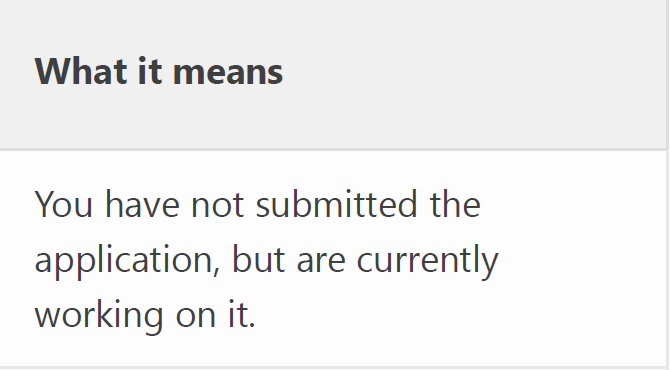 What it means
You have not submitted the
application, but are currently
working on it.